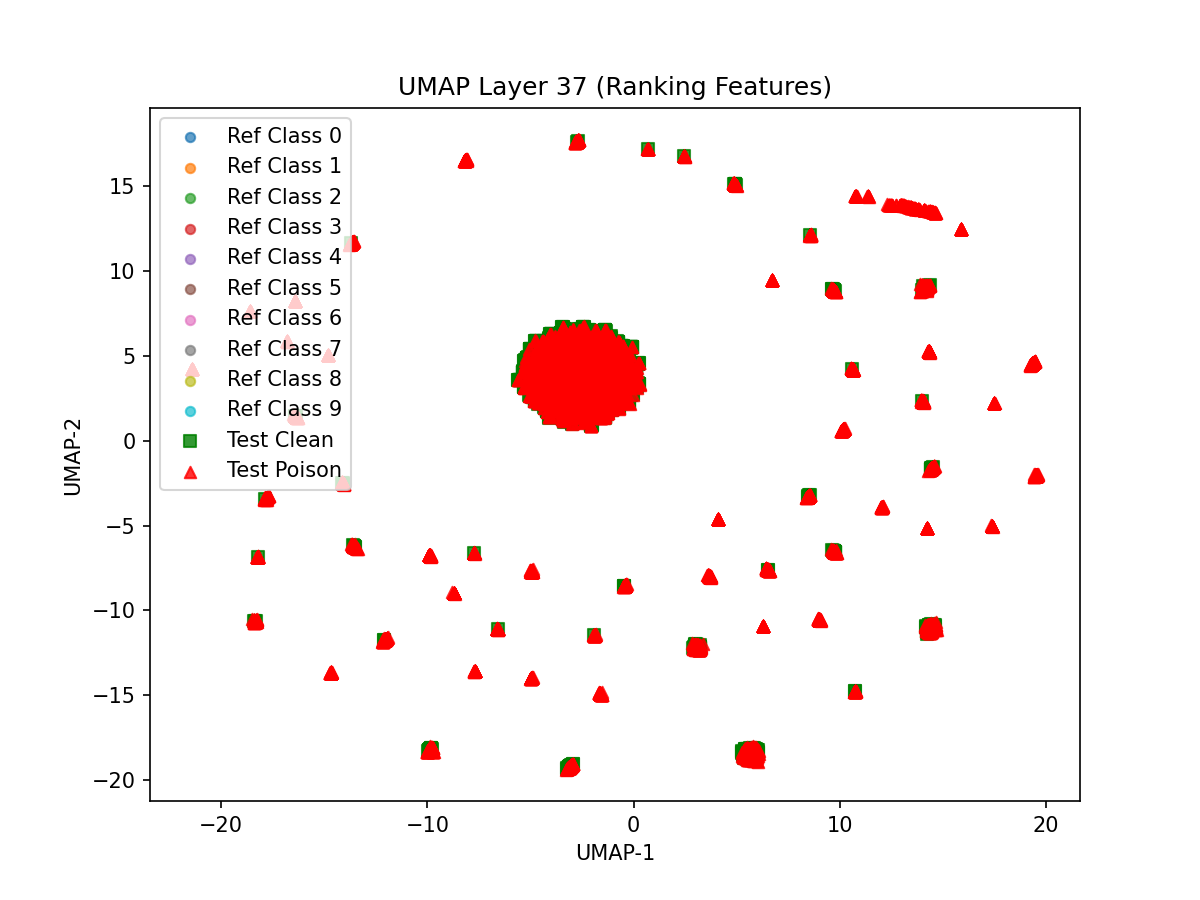 UMAP Layer 37 (Ranking Features)
Ref Class 0
Ref Class 1
Ref Class 2
Ref Class 3
Ref Class 4
Ref Class 5
Ref Class 6
Ref Class 7
Ref Class 8
Ref Class 9
Test Clean
Test Poison
UMAP-2
15
10
5
0
−5
−10
−15
−20
−20
−10
0
10
20
UMAP-1